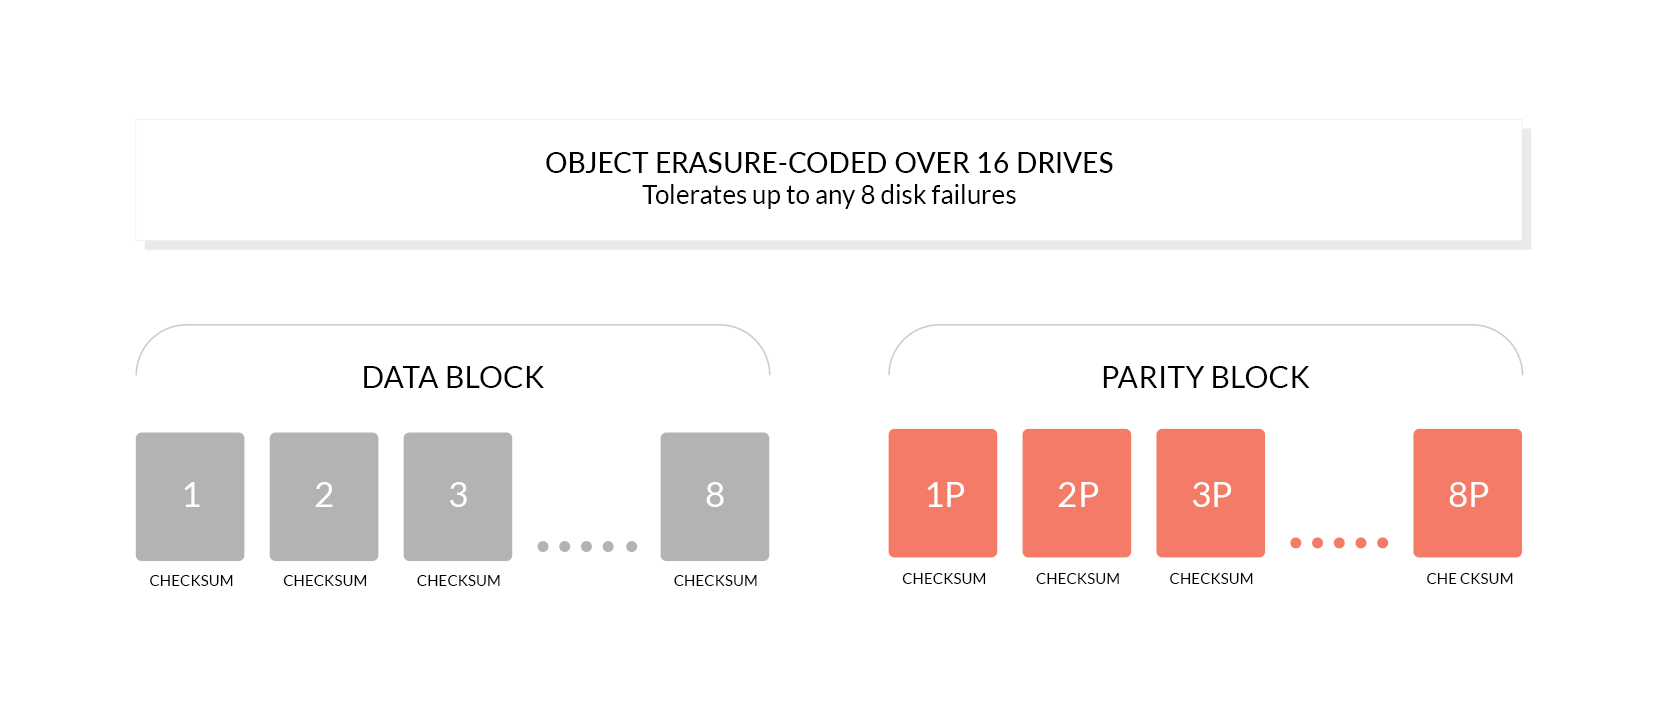 OBJECT ERASURE-CODED OVER 16 DRIVES
Tolerates up to any 8 disk failures
DATA BLOCK
1 2 3 8
CHECKSUM CHECKSUM CHECKSUM CHECKSUM
PARITY BLOCK
1P 2P 3P 8P
CHECKSUM CHECKSUM CHECKSUM CHE CKSUM